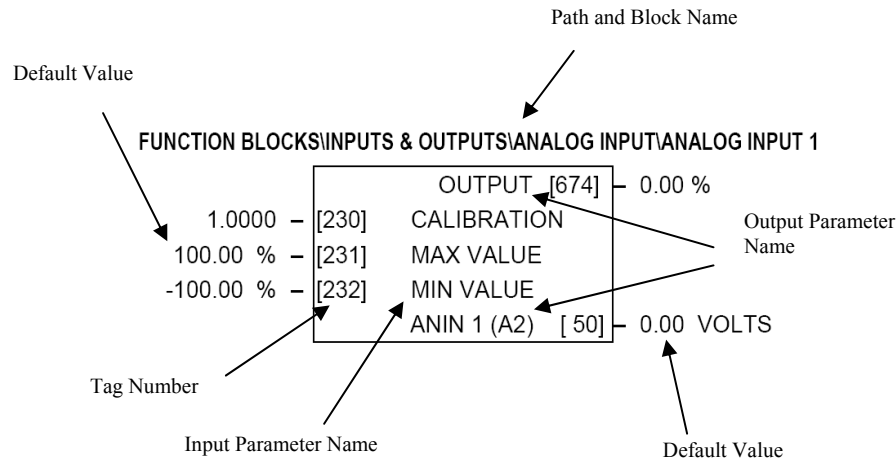 Path and Block Name
Default Value
FUNCTION BLOCKS\INPUTS & OUTPUTS\ANALOG INPUT\ANALOG INPUT 1
OUTPUT [674] – 0.00 %
1.0000 – [230] CALIBRATION
100.00 % – [231] MAX VALUE
-100.00 % – [232] MIN VALUE
ANIN 1 (A2) [ 50] – 0.00 VOLTS
Output Parameter
Name
Tag Number
Input Parameter Name
Default Value